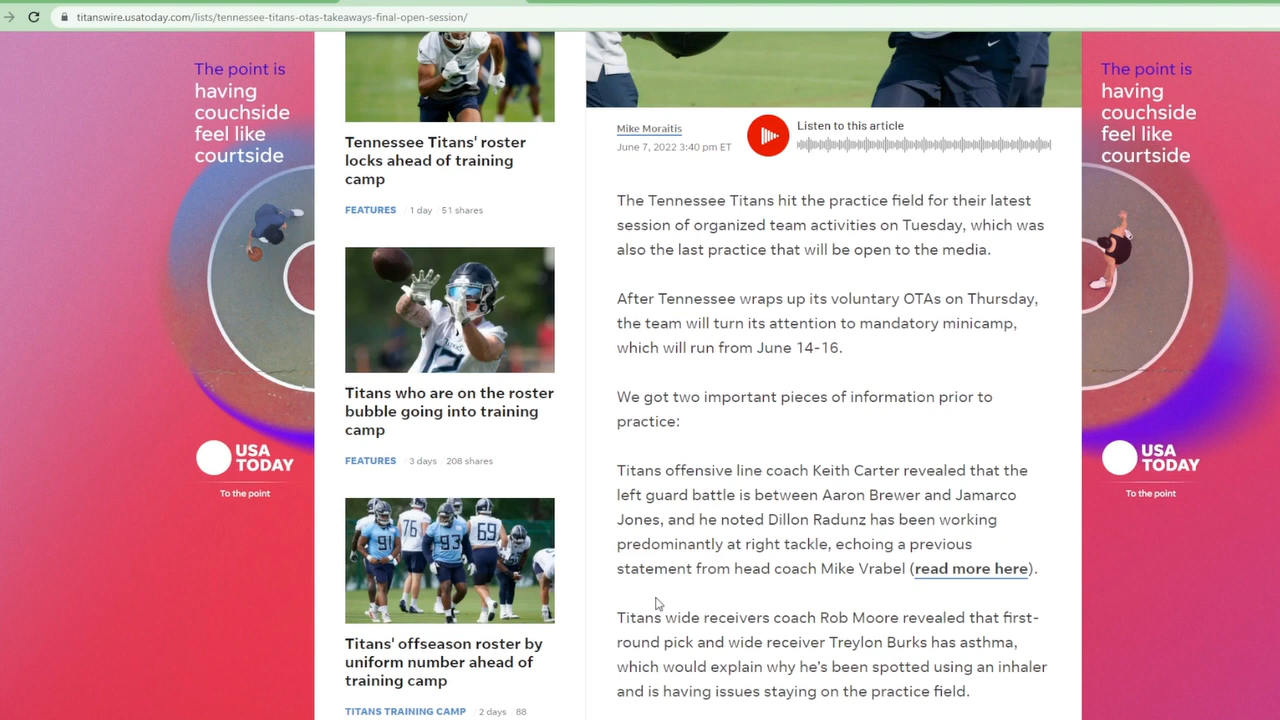 titanswire.usatoday.com/lists/tennessee-titans-otas-takeaways-final-open-session/
The point is
having
couchside
feel like
courtside
USA
TODAY
To the point
Tennessee Titans' roster
locks ahead of training
camp
FEATURES 1 day 51 shares
12
Titans who are on the roster
bubble going into training
camp
FEATURES 3 days 208 shares
91 76 93 69
Titans' offseason roster by
uniform number ahead of
training camp
TITANS TRAINING CAMP 2 days 88
Mike Moraitis
June 7, 2022 3:40 pm ET
Listen to this article
The Tennessee Titans hit the practice field for their latest
session of organized team activities on Tuesday, which was
also the last practice that will be open to the media.
After Tennessee wraps up its voluntary OTAs on Thursday,
the team will turn its attention to mandatory minicamp,
which will run from June 14-16.
We got two important pieces of information prior to
practice:
Titans offensive line coach Keith Carter revealed that the
left guard battle is between Aaron Brewer and Jamarco
Jones, and he noted Dillon Radunz has been working
predominantly at right tackle, echoing a previous
statement from head coach Mike Vrabel (read more here).
Titans wide receivers coach Rob Moore revealed that first-
round pick and wide receiver Treylon Burks has asthma,
which would explain why he's been spotted using an inhaler
and is having issues staying on the practice field.
The point is
having
couchside
feel like
courtside
USA
TODAY
To the point